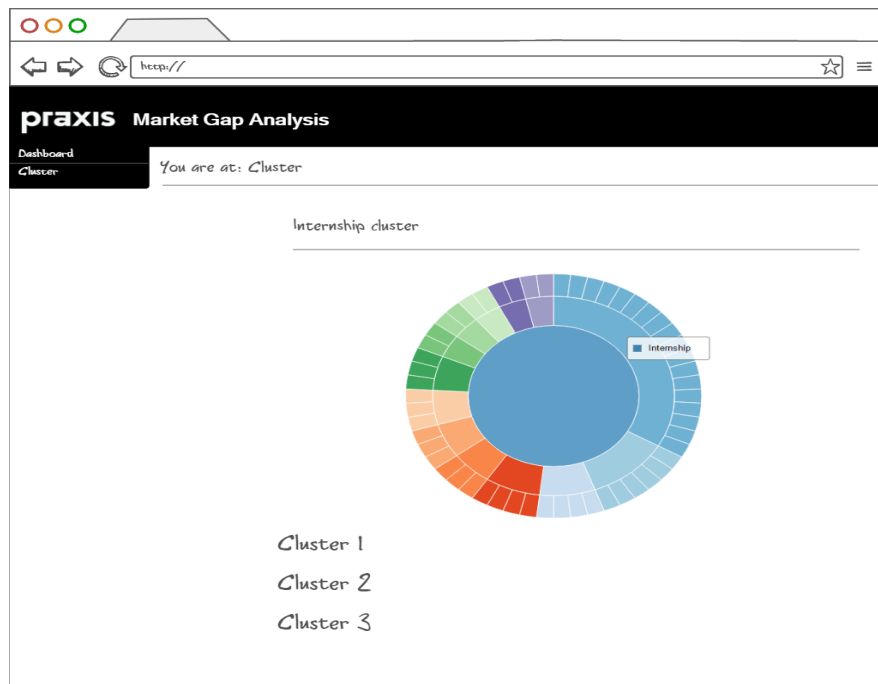 http://
praxis Market Gap Analysis
Dashboard
Cluster
You are at: Cluster
Internship cluster
Internship
Cluster 1
Cluster 2
Cluster 3